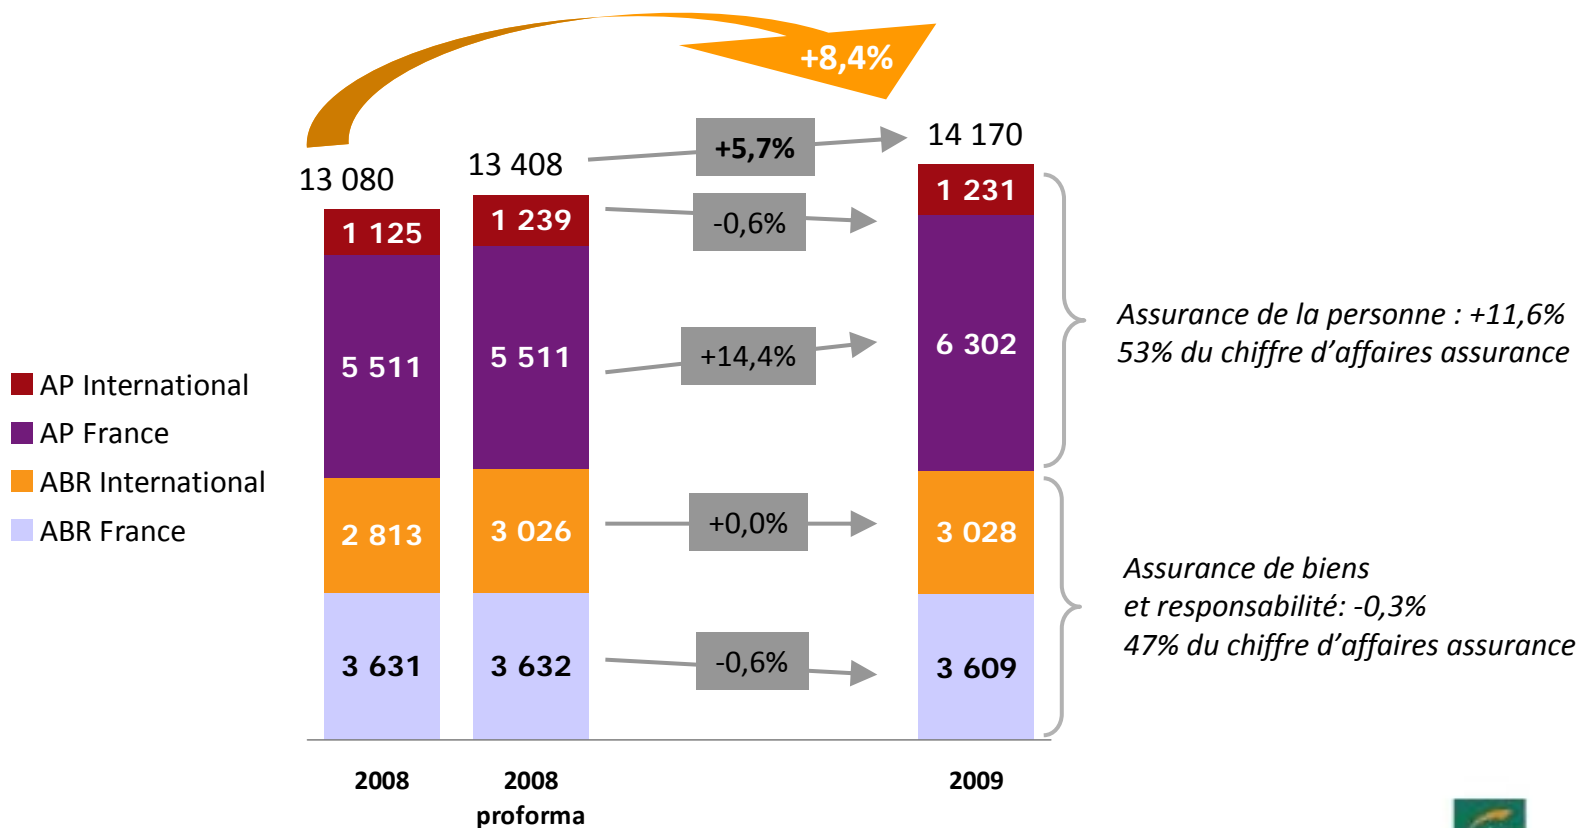 +8,4%
13 080
13 408
+5,7%
14 170
1 125
1 239
-0,6%
1 231
5 511
5 511
+14,4%
6 302
2 813
3 026
+0,0%
3 028
3 631
3 632
-0,6%
3 609
AP International
AP France
ABR International
ABR France
Assurance de la personne : +11,6%
53% du chiffre d’affaires assurance
Assurance de biens
et responsabilité: -0,3%
47% du chiffre d’affaires assurance
2008
2008
proforma
2009